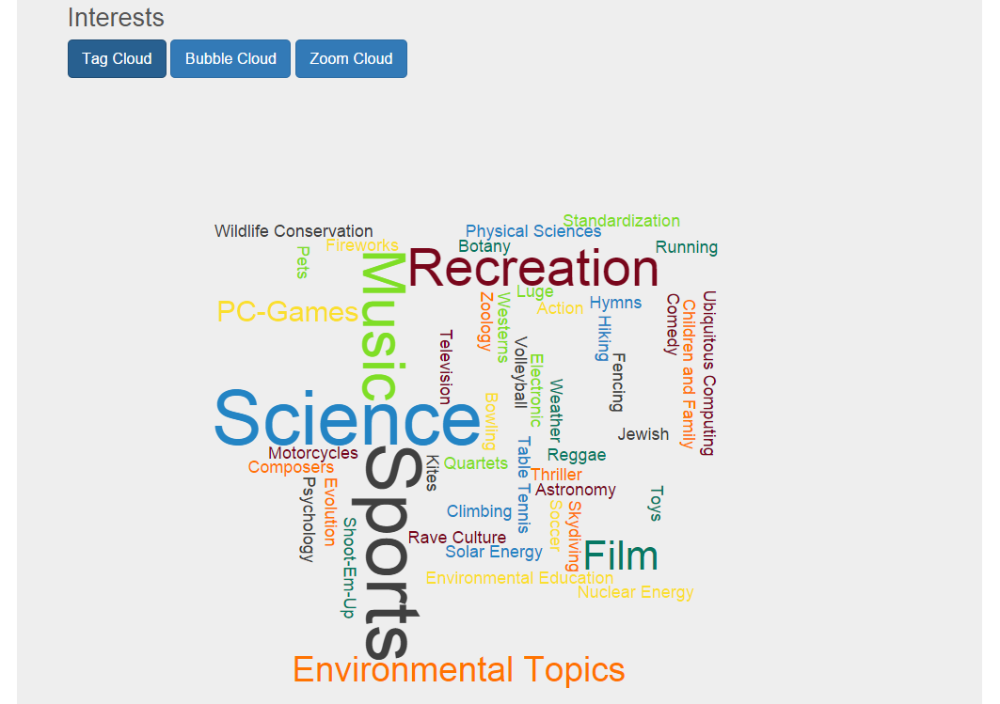 Interests
Tag Cloud
Bubble Cloud
Zoom Cloud
Standardization
Wildlife Conservation
Physical Sciences
Fireworks
Botany
Running
Pets
Music
Recreation
Luge
PC-Games
Zoology
Westerns
Action
Hymns
Comedy
Children and Family
Ubiquitous Computing
Hiking
Television
Volleyball
Electronic
Fencing
Weather
Science
Bowling
Jewish
Motorcycles
Composers
Sports
Kites
Quartets
Table Tennis
Reggae
Thriller
Psychology
Evolution
Astronomy
Toys
Climbing
Soccer
Skydiving
Shoot-Em-Up
Rave Culture
Solar Energy
Film
Environmental Education
Nuclear Energy
Environmental Topics